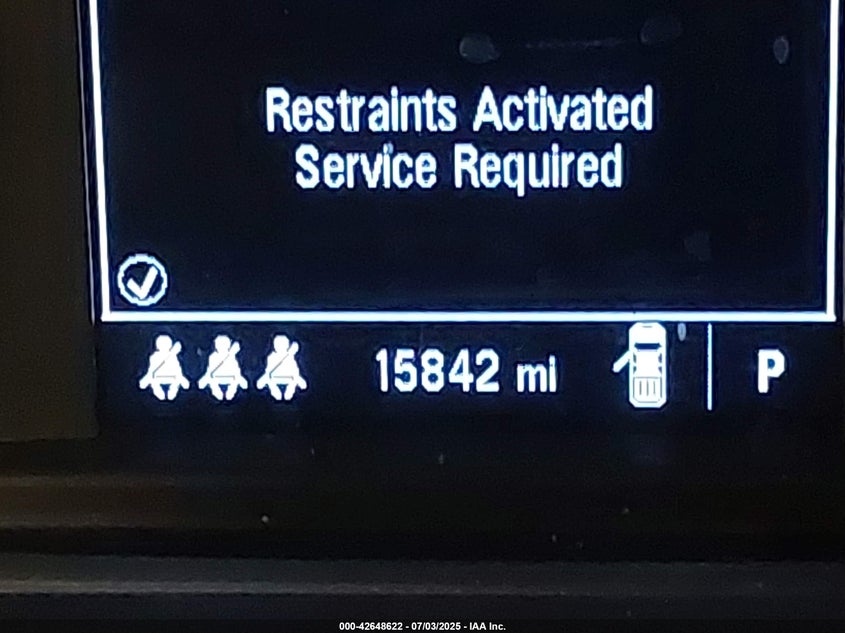 Restraints Activated
Service Required
15842 mi
P
000-42648622 - 07/03/2025 - IAA Inc.